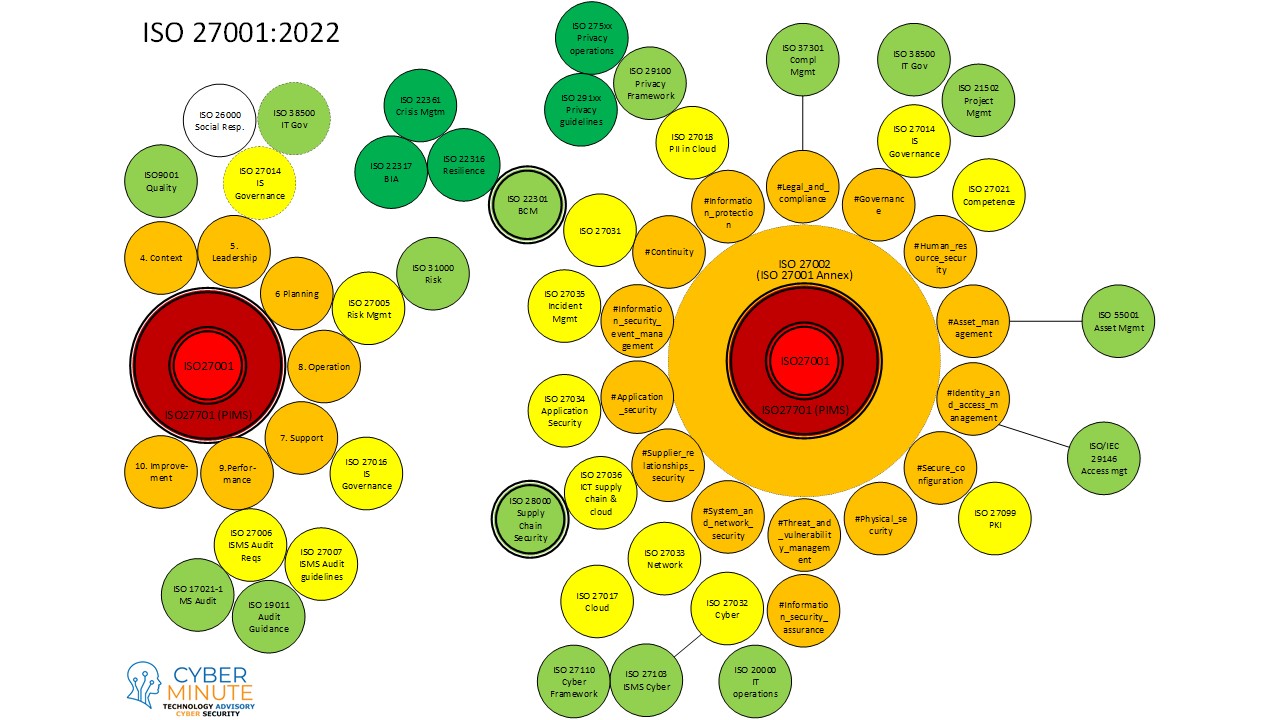 ISO 27001:2022
ISO 26000
Social Resp.
ISO 38500
IT Gov
ISO9001
Quality
ISO 27014
IS
Governance
4. Context
5.
Leadership
6 Planning
ISO 27005
Risk Mgmt
ISO 31000
Risk
8. Operation
ISO27001
ISO27701 (PIMS)
7. Support
10. Improve-
ment
9.Perfor-
mance
ISO 27016
IS
Governance
ISO 27006
ISMS Audit
Reqs
ISO 27007
ISMS Audit
guidelines
ISO 17021-1
MS Audit
ISO 19011
Audit
Guidance
ISO 22361
Crisis Mgtm
ISO 22317
BIA
ISO 22316
Resilience
ISO 22301
BCM
ISO 275xx
Privacy
operations
ISO 291xx
Privacy
guidelines
ISO 29100
Privacy
Framework
ISO 27018
PII in Cloud
ISO 37301
Compl
Mgmt
ISO 38500
IT Gov
ISO 21502
Project
Mgmt
ISO 27014
IS
Governance
ISO 27021
Competence
#Informatio
n_protectio
n
#Legal_and_
compliance
#Governanc
e
#Human_res
ource_secur
ity
ISO 27031
#Continuity
ISO 27002
(ISO 27001 Annex)
ISO27001
ISO27701 (PIMS)
ISO 27035
Incident
Mgmt
#Informatio
n_security_
event_mana
gement
#Asset_man
agement
ISO 55001
Asset Mgmt
ISO 27034
Application
Security
#Application
_security
#Identity_an
d_access_m
anagement
ISO/IEC
29146
Access mgt
#Supplier_re
lationships_
security
ISO 27036
ICT supply
chain &
cloud
ISO 28000
Supply
Chain
Security
#Secure_co
nfiguration
ISO 27099
PKI
#System_an
d_network_
security
#Threat_and
_vulnerabilit
y_managem
ent
#Physical_se
curity
ISO 27033
Network
ISO 27017
Cloud
ISO 27032
Cyber
#Informatio
n_security_
assurance
ISO 27110
Cyber
Framework
ISO 27103
ISMS Cyber
ISO 20000
IT
operations
CYBER
MINUTE
TECHNOLOGY ADVISORY
CYBER SECURITY